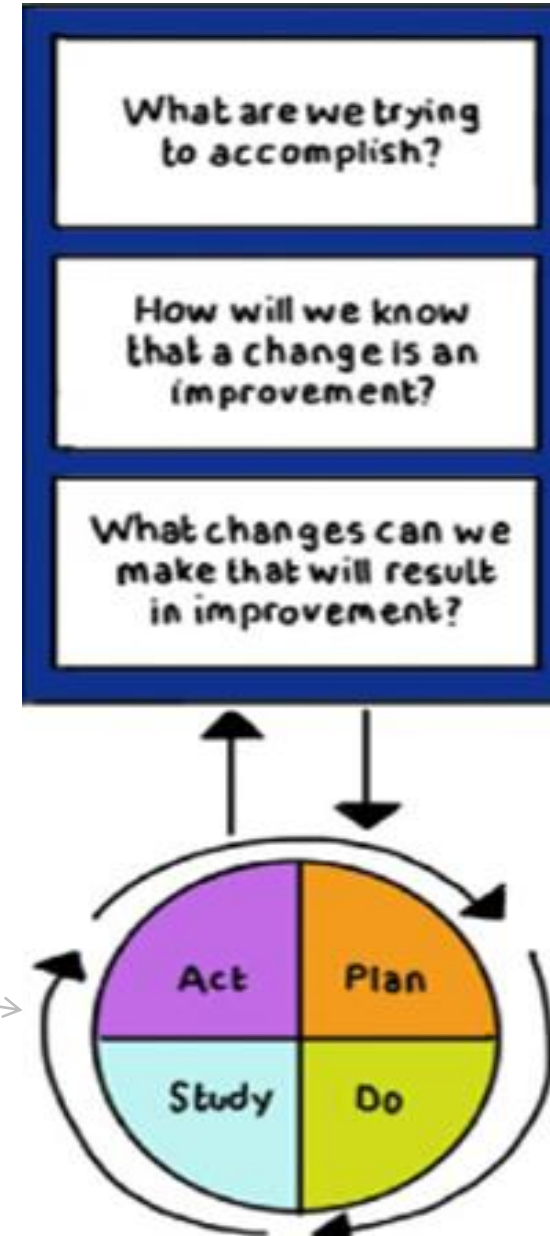 What are we trying
to accomplish?
How will we know
that a change is an
improvement?
What changes can we
make that will result
in improvement?
Act Plan
Study Do